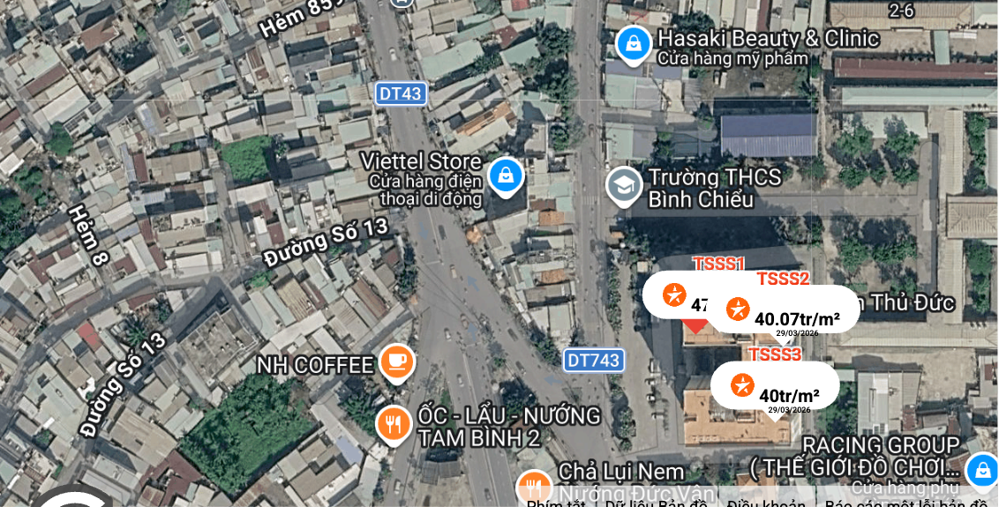 Hẻm 859
2-6
Hasaki Beauty & Clinic
Cửa hàng mỹ phẩm
DT43
Viettel Store
Cửa hàng điện
thoại di động
Trường THCS
Bình Chiểu
Hẻm 8
Đường Số 13
TSSS1
TSSS2
47
40.07tr/m²
29/03/2026
Thủ Đức
TSSS3
DT743
NH COFFEE
40tr/m²
29/03/2026
Đường Số 13
ỐC - LẨU - NƯỚNG
TAM BÌNH 2
RACING GROUP
( THẾ GIỚI ĐỒ CHƠI...
Cửa hàng phụ
Chả Lụi Nem
Nướng Đức Vân
Phím tắt
Dữ liệu Bản đồ
Điều khoản
Báo cáo một lỗi bản đồ